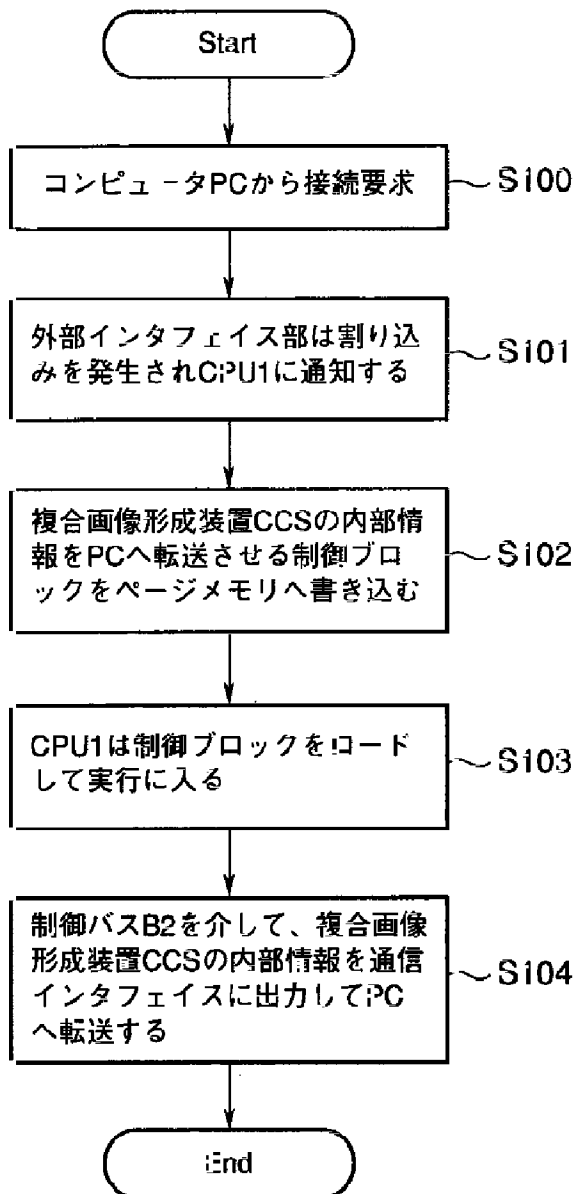 Start
コンピュータPCから接続要求
S100
外部インタフェイス部は割り込
みを発生されCPU1に通知する
S101
複合画像形成装置CCSの内部情
報をPCへ転送させる制御ブロ
ックをページメモリへ書き込む
S102
CPU1は制御ブロックをロード
して実行に入る
S103
制御バスB2を介して、複合画像
形成装置CCSの内部情報を通信
インタフェイスに出力してPC
へ転送する
S104
End